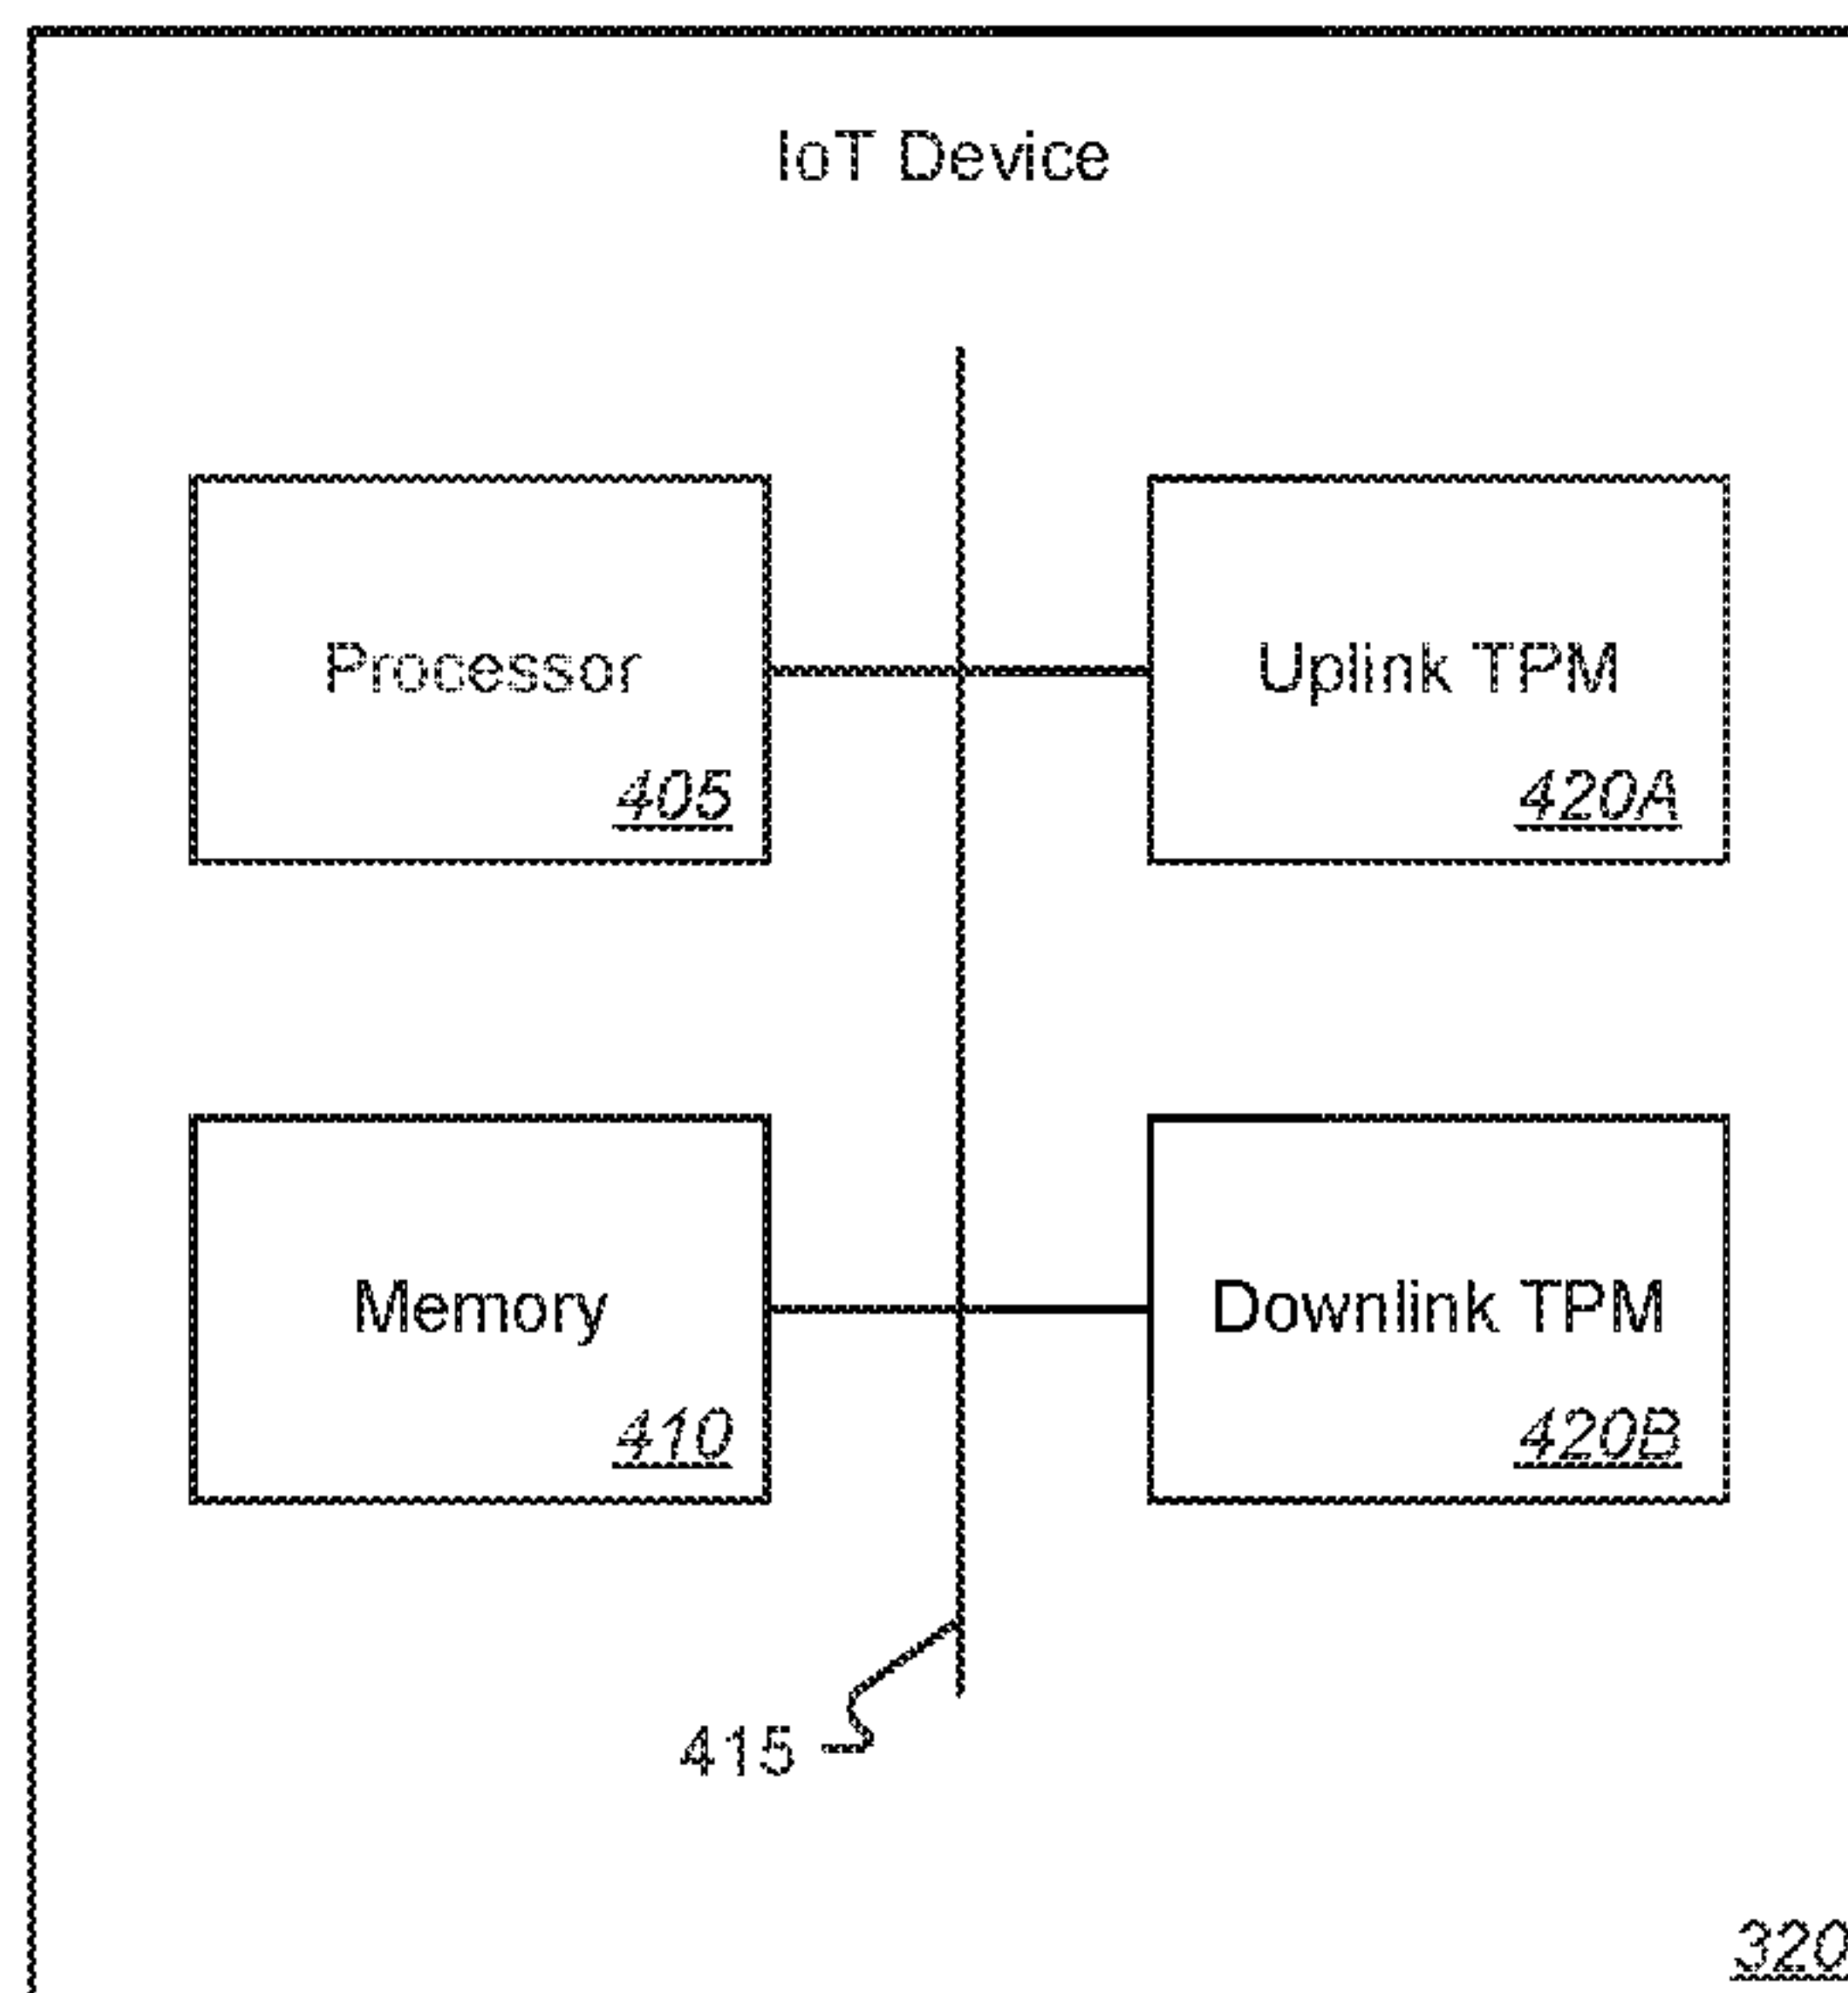 IoT Device
Processor
405
Uplink TPM
420A
Memory
410
Downlink TPM
420B
415
320